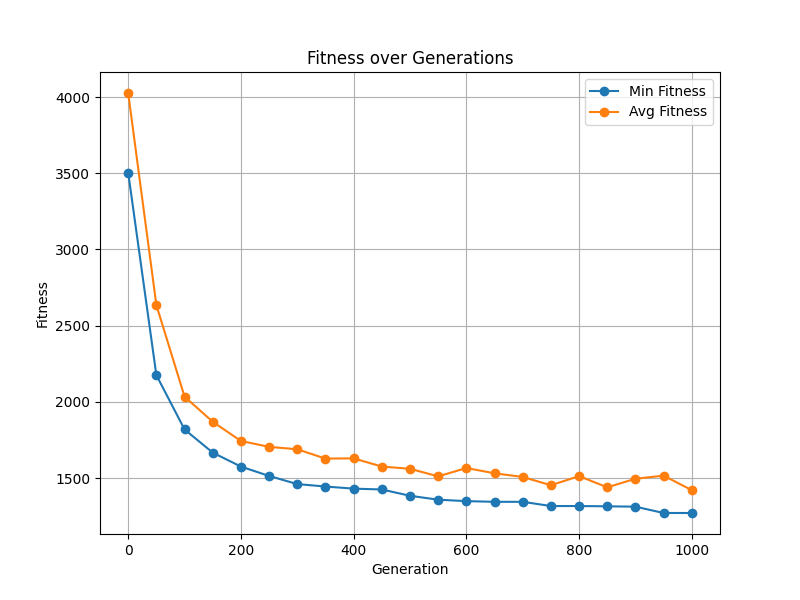 Fitness over Generations
Min Fitness
Avg Fitness
4000
3500
3000
2500
2000
1500
Fitness
0 200 400 600 800 1000
Generation